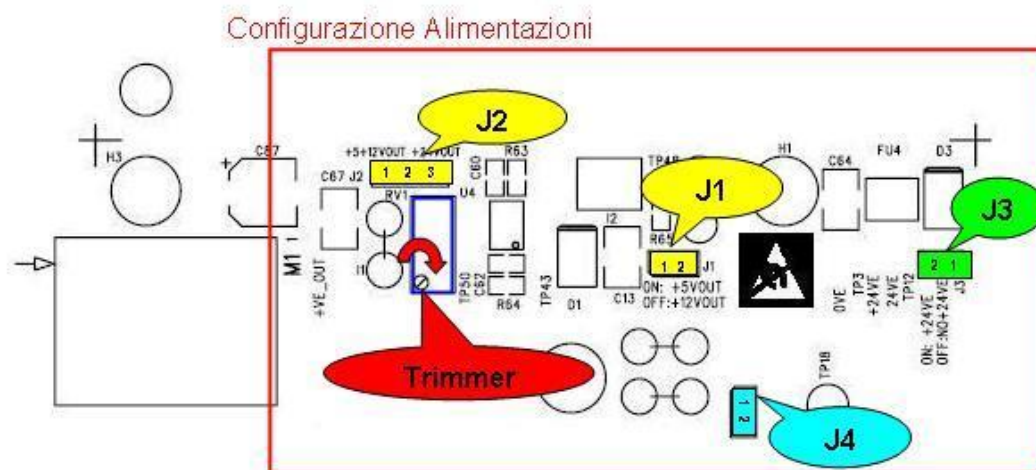 Configurazione Alimentazioni
J2
+5+12VOUT +24VOUT
1 2 3
J2
C87
H3
C67
RV1
U4
C60
R63
TP48
H1
C64
FU4
D3
J1
J3
I2
R65
1 2
J1
ON: +5VOUT
OFF:+12VOUT
2 1
J3
M1
1
+VE_OUT
I1
TP50
C62
R64
TP43
D1
C13
0VE
TP3
+24VE
24VE
TP12
ON: +24VE
OFF:NO+24VE
Trimmer
TP18
1 2
J4